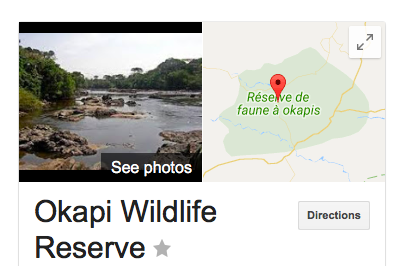 Réserve de
faune à okapis
See photos
Okapi Wildlife
Reserve
Directions